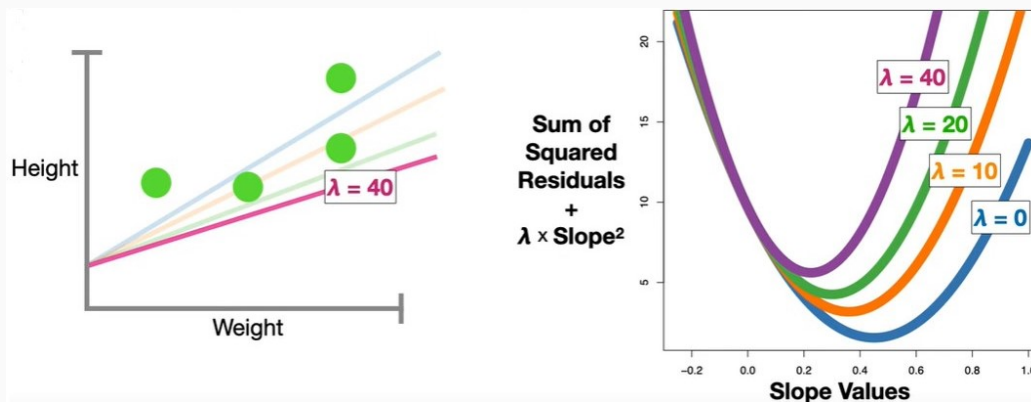 Height
λ = 40
Weight
Sum of
Squared
Residuals
+
λ x Slope²
20
15
10
5
λ = 40
λ = 20
λ = 10
λ = 0
-0.2
0.0
0.2
0.4
0.6
0.8
Slope Values